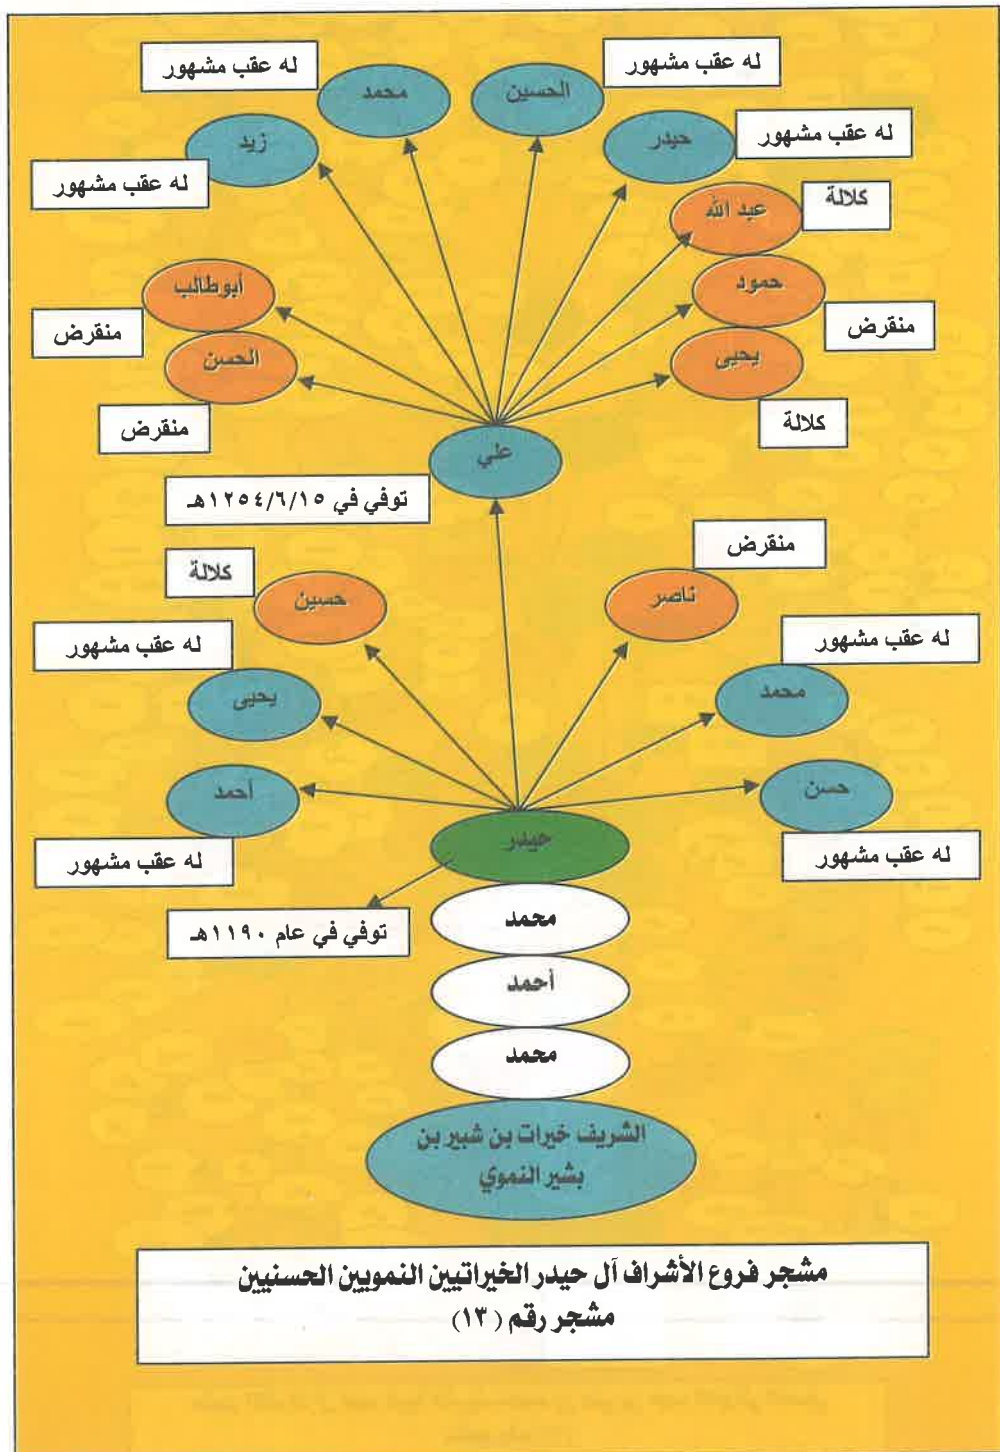 له عقب مشهور
الحسين
محمد
له عقب مشهور
له عقب مشهور
حيدر
زيد
له عقب مشهور
كلالة
عبد الله
حمود
أبوطالب
منقرض
منقرض
يحيى
الحسن
كلالة
منقرض
علي
توفي في ١٢٥٤/٦/١٥هـ
منقرض
كلالة
ناصر
حسين
له عقب مشهور
له عقب مشهور
محمد
يحيى
حسن
أحمد
له عقب مشهور
له عقب مشهور
حيدر
توفي في عام ١١٩٠هـ
محمد
أحمد
محمد
الشريف خيرات بن شبير بن
بشير النموي
مشجر فروع الأشراف آل حيدر الخيراتيين النمويين الحسنيين
مشجر رقم (١٣)